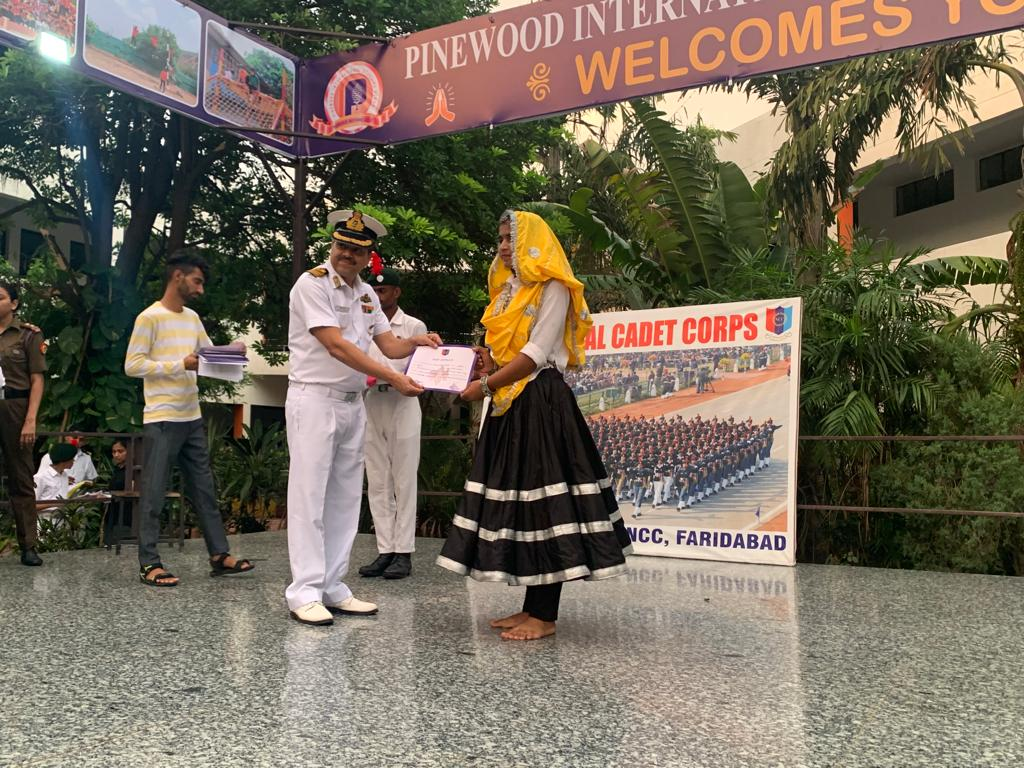 PINEWOOD INTERNA
WELCOMES YO
AL CADET CORPS
NCC, FARIDABAD